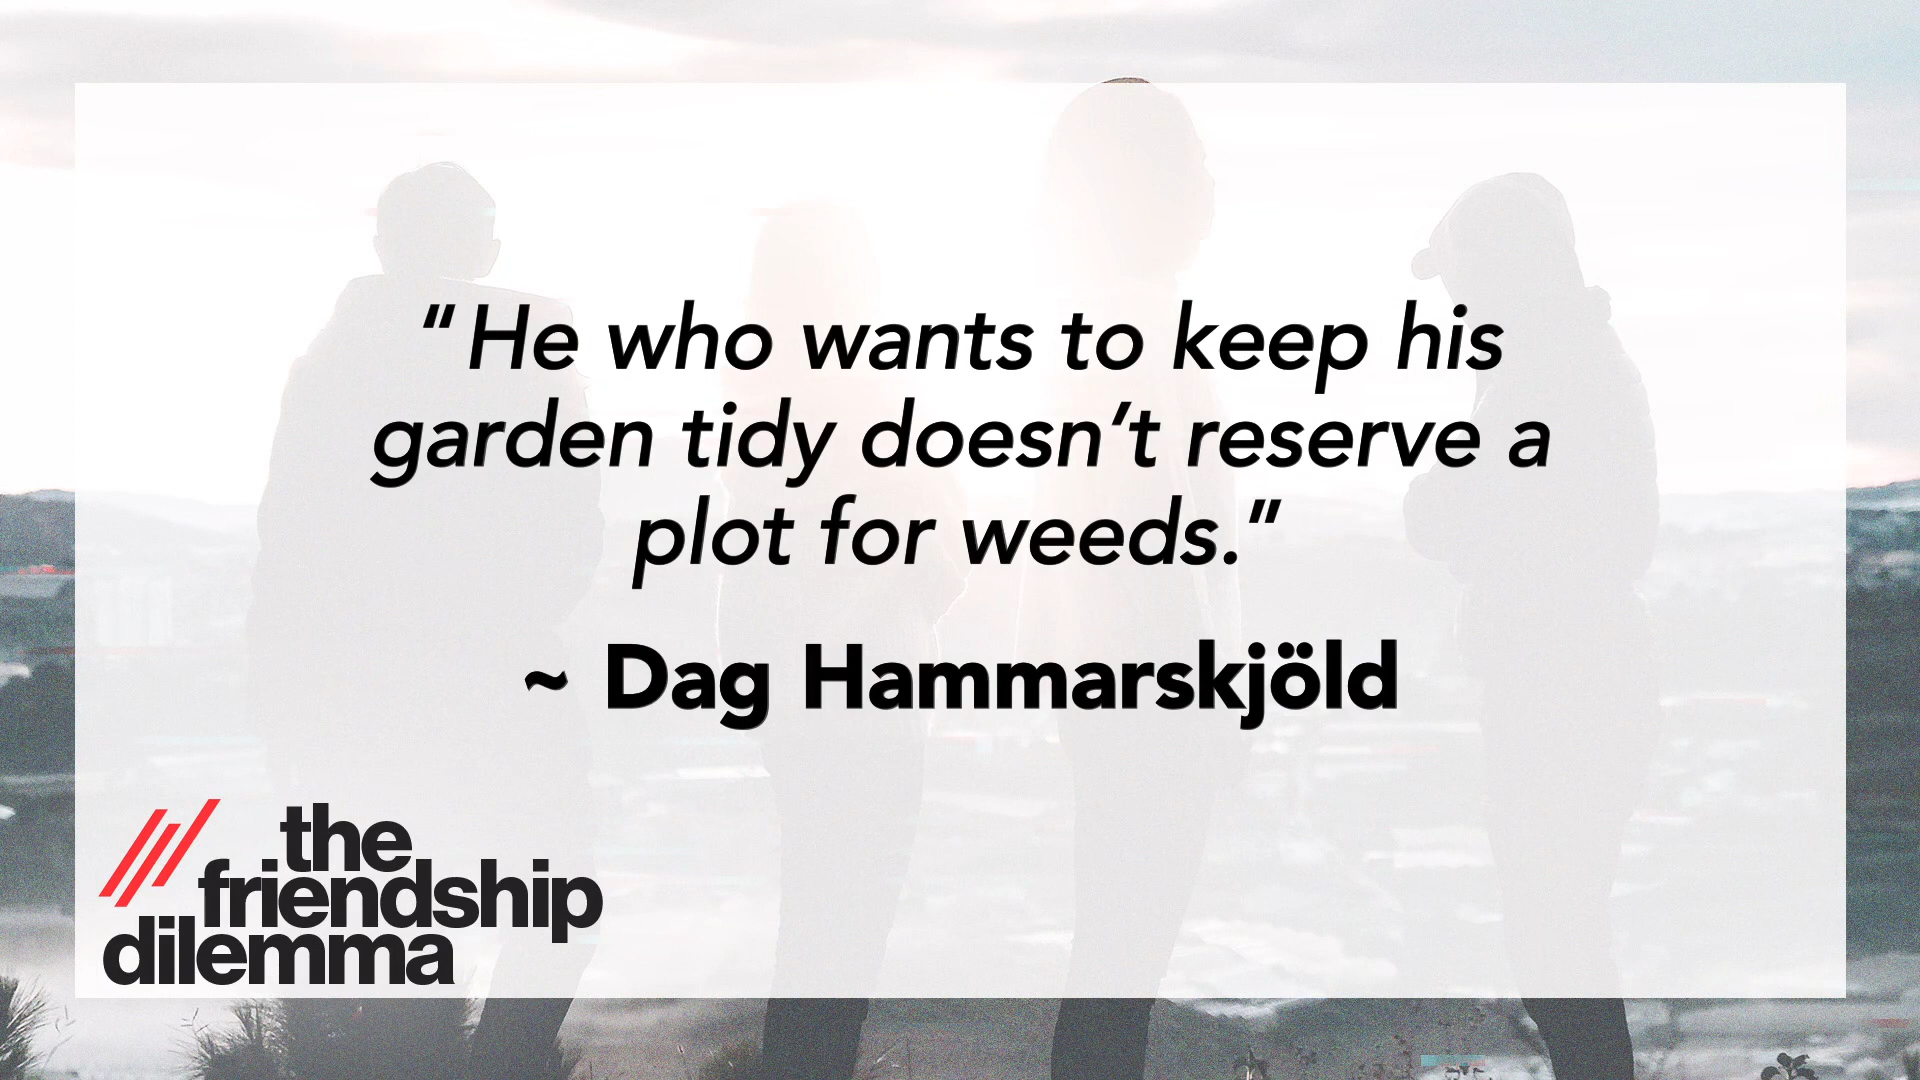 “He who wants to keep his
garden tidy doesn’t reserve a
plot for weeds.”
~ Dag Hammarskjöld
the
friendship
dilemma